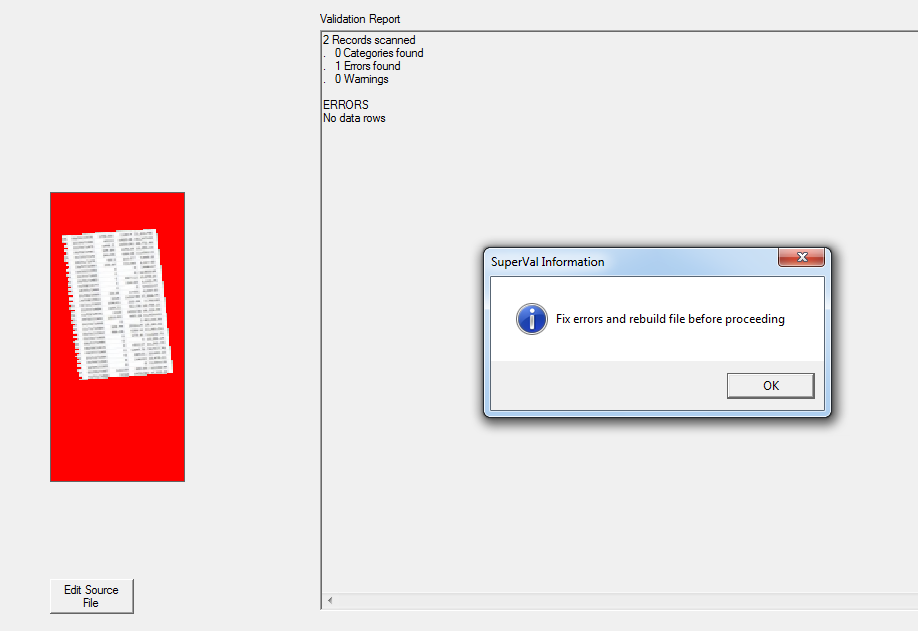 Validation Report
2 Records scanned
. 0 Categories found
. 1 Errors found
. 0 Warnings
ERRORS
No data rows
SuperVal Information
Fix errors and rebuild file before proceeding
OK
Edit Source
File